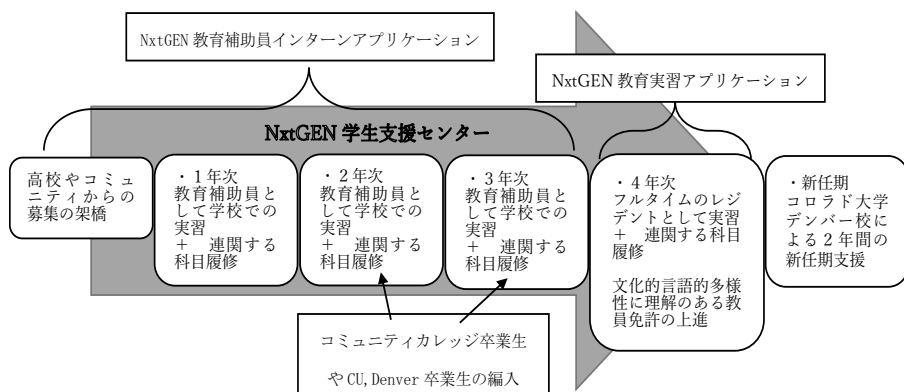 NxtGEN 教育補助員インターンアプリケーション
NxtGEN 教育実習アプリケーション
NxtGEN 学生支援センター
高校やコミュ
ニティからの
募集の架橋
・１年次
教育補助員と
して学校での
実習
＋　連関する
科目履修
・２年次
教育補助員と
して学校での
実習
＋　連関する
科目履修
・３年次
教育補助員と
して学校での
実習
＋　連関する
科目履修
・４年次
フルタイムのレジ
デントとして実習
＋　連関する科目
履修
文化的言語的多様
性に理解のある教
員免許の上進
・新任期
コロラド大学
デンバー校に
よる２年間の
新任期支援
コミュニティカレッジ卒業生
や CU,Denver 卒業生の編入